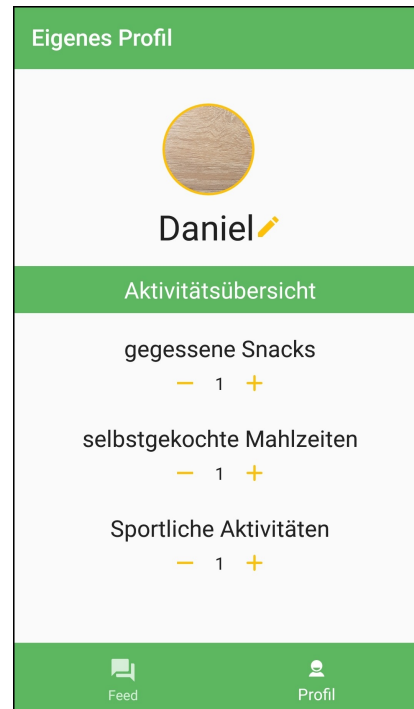 Eigenes Profil
Daniel
Aktivitätsübersicht
gegessene Snacks
− 1 +
selbstgekochte Mahlzeiten
− 1 +
Sportliche Aktivitäten
− 1 +
Feed Profil